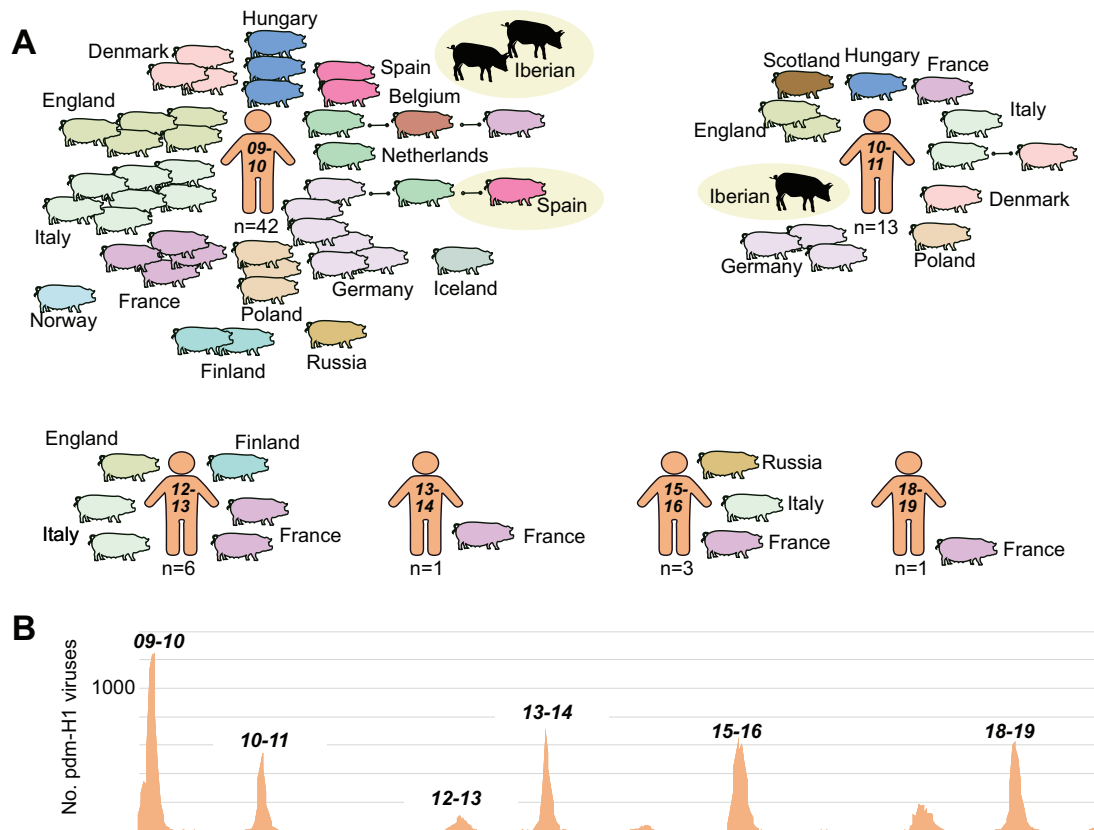 A
Hungary
Denmark
Spain
Iberian
England
Belgium
09-
10
Netherlands
Italy
n=42
Spain
France
Germany
Iceland
Norway
Poland
Finland
Russia
Scotland
Hungary
France
England
Italy
10-
11
Iberian
Denmark
n=13
Germany
Poland
England
Finland
12-
13
Italy
France
n=6
13-
14
France
n=1
15-
16
Russia
Italy
France
n=3
18-
19
France
n=1
B
No. pdm-H1 viruses
1000
09-10
10-11
12-13
13-14
15-16
18-19